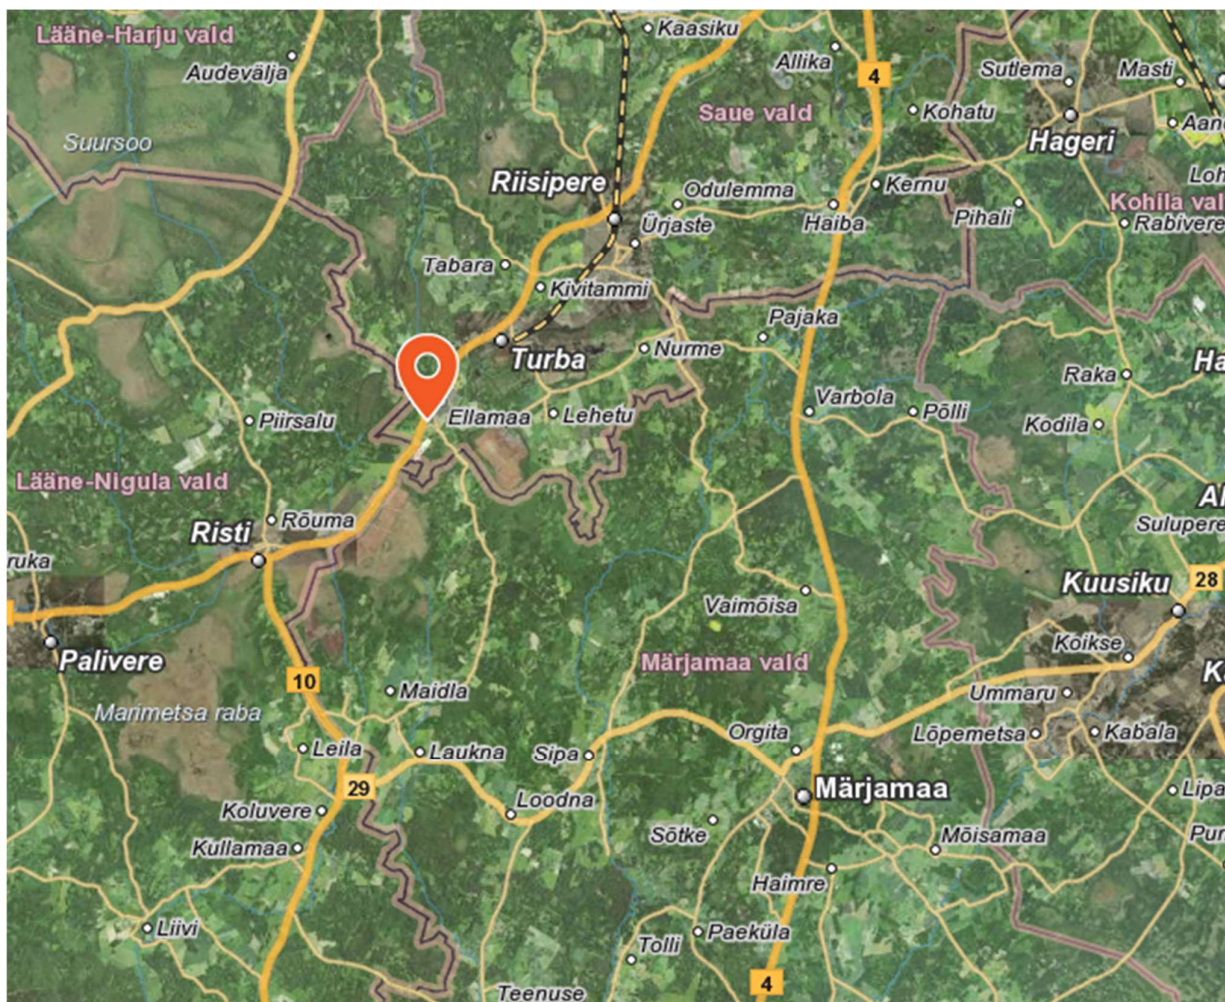 Lääne-Harju vald
Kaasiku
Audevälja
Allika
4
Sutlema
Masti
Kohatu
Saue vald
Suursoo
Hageri
Aan
Riisipere
Odulemma
Kernu
Loh
Kohila val
Ürjaste
Haiba
Pihali
Rabivere
Tabara
Kivitammi
Pajaka
Turba
Nurme
Raka
Ha
Piirsalu
Ellamaa
Lehetu
Varbola
Põlli
Kodila
Lääne-Nigula vald
Al
Risti
Rõuma
Sulupere
ruka
Kuusiku
28
Vaimõisa
Palivere
Koikse
Märjamaa vald
10
Maidla
Ummaru
Marimetsa raba
Leila
Laukna
Sipa
Orgita
Lõpemetsa
Kabala
29
Märjamaa
Lipa
Koluvere
Loodna
Sõtke
Mõisamaa
Pur
Kullamaa
Haimre
Liivi
Paeküla
Tolli
4
Teenuse